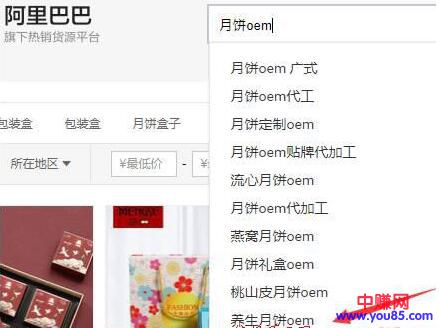 阿里巴巴
旗下热销货源平台
月饼oem
月饼oem 广式
月饼oem代工
包装盒 包装盒 月饼盒子
月饼定制oem
月饼oem贴牌代加工
所在地区 ¥最低价 - ¥
流心月饼oem
月饼oem代加工
燕窝月饼oem
月饼礼盒oem
桃山皮月饼oem
养生月饼oem
中赚网
www.you85.com